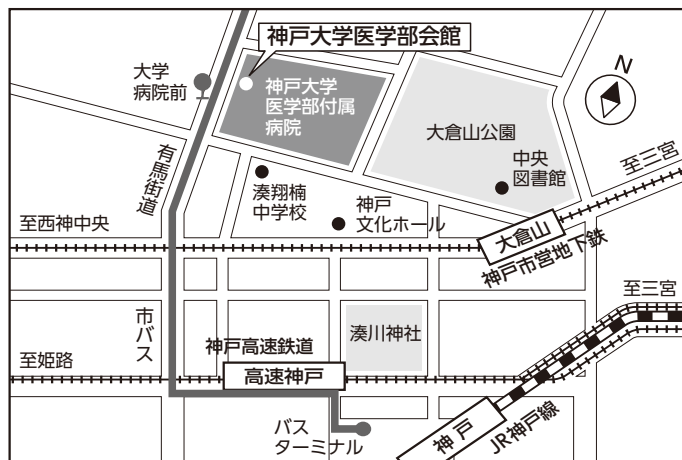 神戸大学医学部会館
大学
病院前
神戸大学
医学部付属
病院
N
大倉山公園
中央
図書館
至三宮
有馬街道
湊翔楠
中学校
神戸
文化ホール
至西神中央
大倉山
神戸市営地下鉄
至三宮
市バス
湊川神社
神戸高速鉄道
至姫路
高速神戸
神戸
JR神戸線
バス
ターミナル